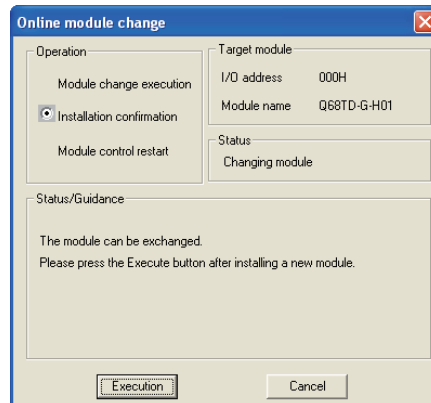 Online module change
Operation
Module change execution
Installation confirmation
Module control restart
Target module
I/O address 000H
Module name Q68TD-G-H01
Status
Changing module
Status/Guidance
The module can be exchanged.
Please press the Execute button after installing a new module.
Execution Cancel